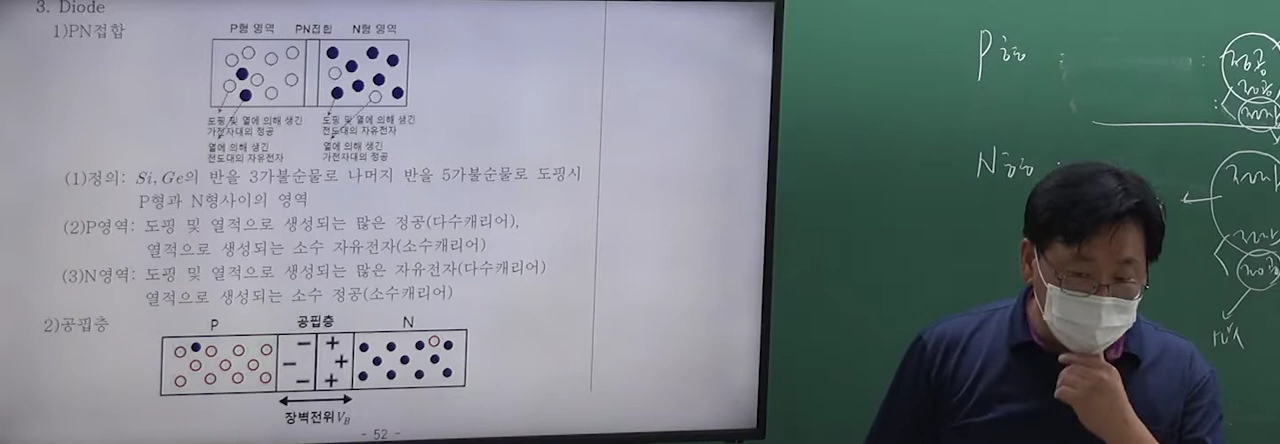 3. Diode
1)PN접합
P형 영역 PN접합 N형 영역
도핑 및 열에 의해 생긴
가전자대의 정공
열에 의해 생긴
전도대의 자유전자
도핑 및 열에 의해 생긴
전도대의 자유전자
열에 의해 생긴
가전자대의 정공
(1)정의: Si, Ge의 반을 3가불순물로 나머지 반을 5가불순물로 도핑시
P형과 N형사이의 영역
(2)P영역: 도핑 및 열적으로 생성되는 많은 정공(다수캐리어),
열적으로 생성되는 소수 자유전자(소수캐리어)
(3)N영역: 도핑 및 열적으로 생성되는 많은 자유전자(다수캐리어)
열적으로 생성되는 소수 정공(소수캐리어)
2)공핍층
P 공핍층 N
− +
− +
− +
장벽전위 V_B
- 52 -
P형 :
정공
N형 :